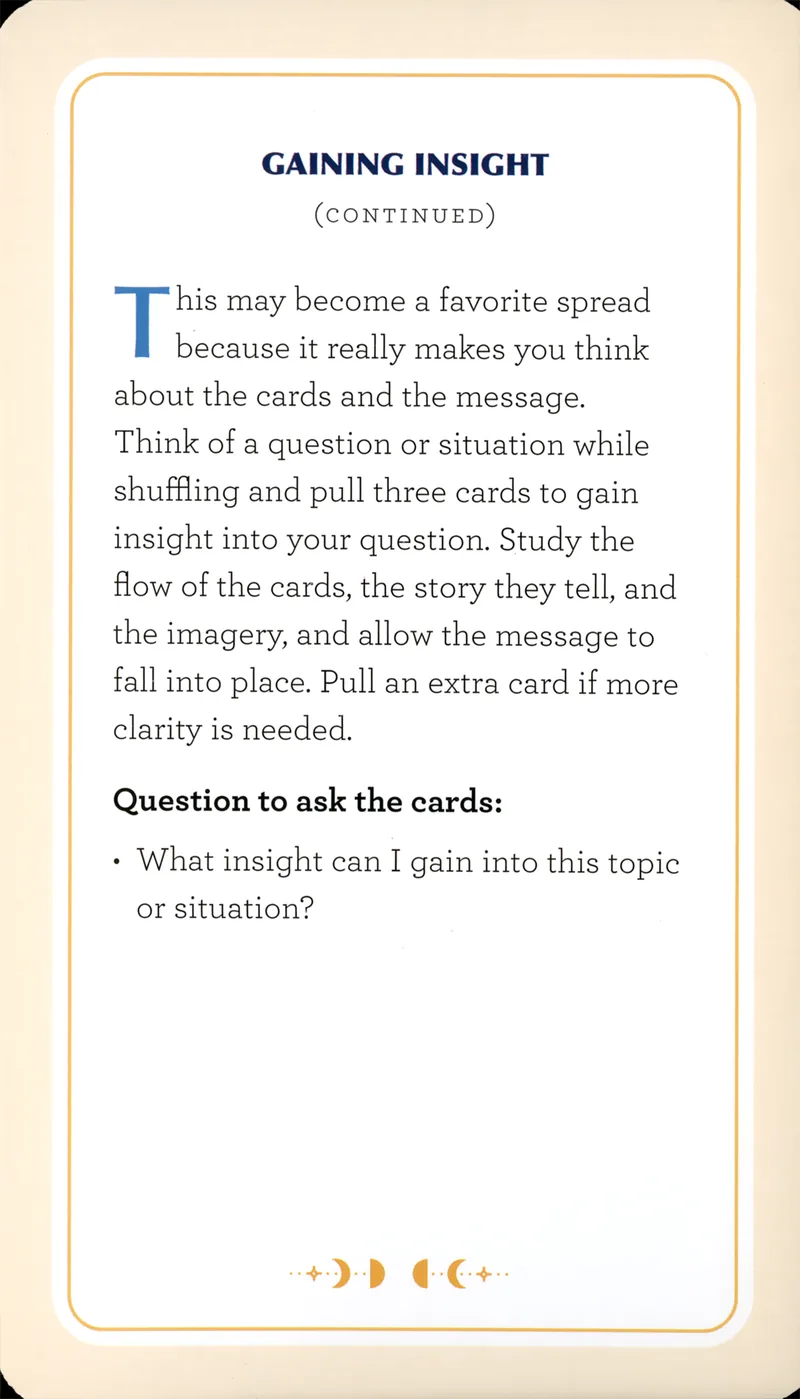 GAINING INSIGHT
(CONTINUED)
This may become a favorite spread
because it really makes you think
about the cards and the message.
Think of a question or situation while
shuffling and pull three cards to gain
insight into your question. Study the
flow of the cards, the story they tell, and
the imagery, and allow the message to
fall into place. Pull an extra card if more
clarity is needed.
Question to ask the cards:
• What insight can I gain into this topic
or situation?